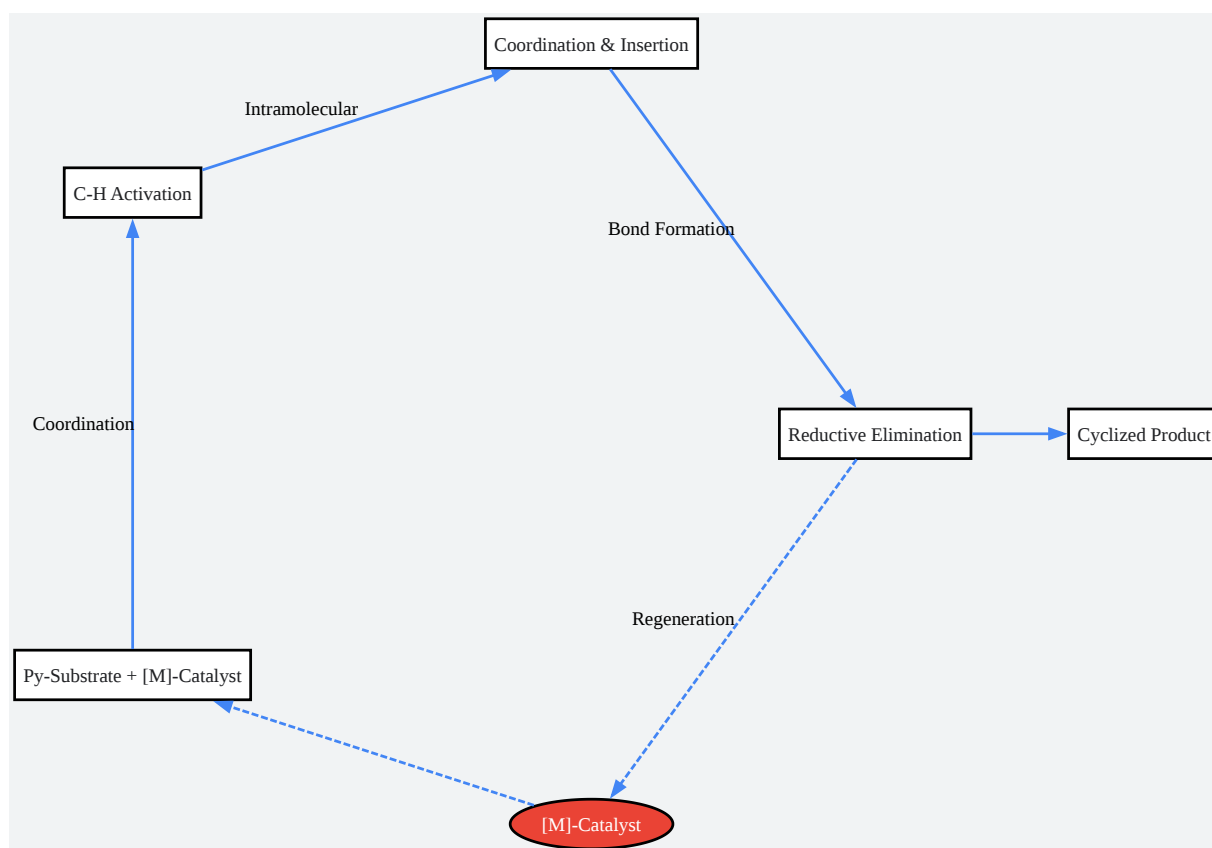 Coordination & Insertion
Intramolecular
C-H Activation
Bond Formation
Coordination
Reductive Elimination
Cyclized Product
Regeneration
Py-Substrate + [M]-Catalyst
[M]-Catalyst